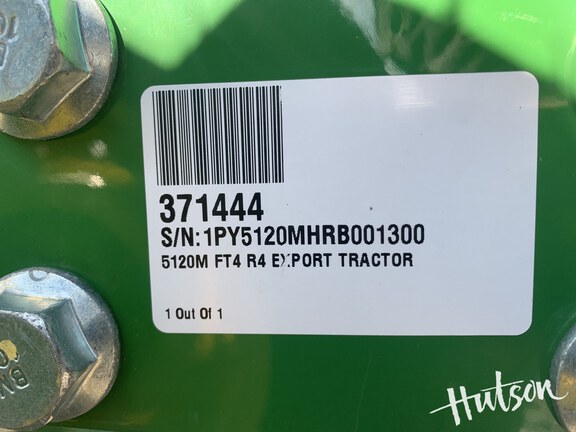 371444
S/N:1PY5120MHRB001300
5120M FT4 R4 EXPORT TRACTOR
1 Out Of 1
Hutson